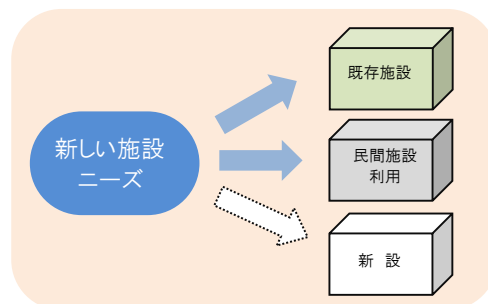 新しい施設
ニーズ
既存施設
民間施設
利用
新 設